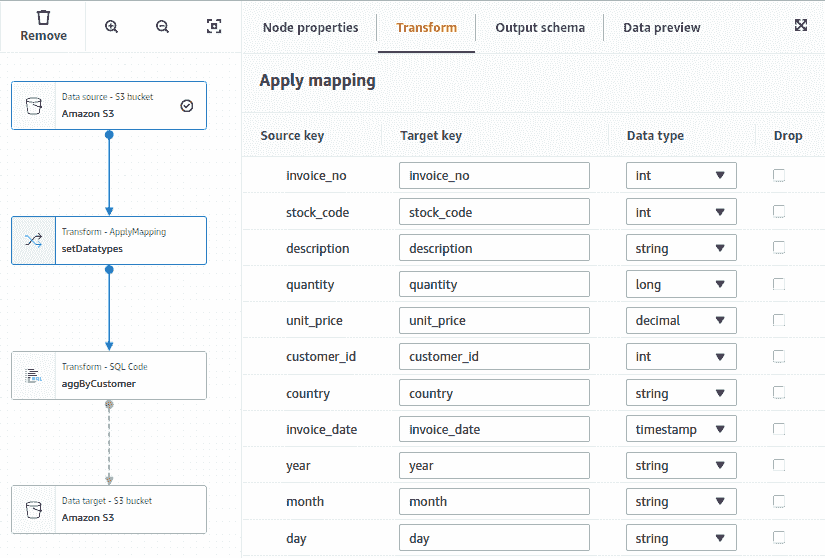 Remove
Node properties
Transform
Output schema
Data preview
Data source - S3 bucket
Amazon S3
Transform - ApplyMapping
setDatatypes
Transform - SQL Code
aggByCustomer
Data target - S3 bucket
Amazon S3
Apply mapping
Source key Target key Data type Drop
invoice_no invoice_no int
stock_code stock_code int
description description string
quantity quantity long
unit_price unit_price decimal
customer_id customer_id int
country country string
invoice_date invoice_date timestamp
year year string
month month string
day day string